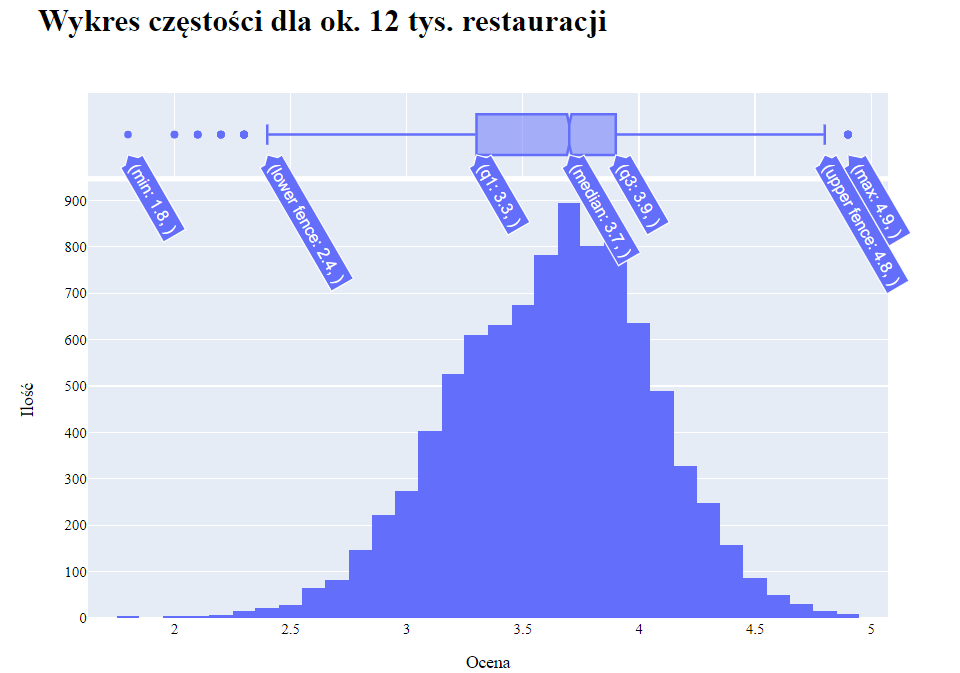 Wykres częstości dla ok. 12 tys. restauracji
(min: 1.8, )
(lower fence: 2.4, )
(q1: 3.3, )
(median: 3.7, )
(q3: 3.9, )
(upper fence: 4.8, )
(max: 4.9, )
900
800
700
600
500
400
300
200
100
0
Ilość
2
2.5
3
3.5
4
4.5
5
Ocena